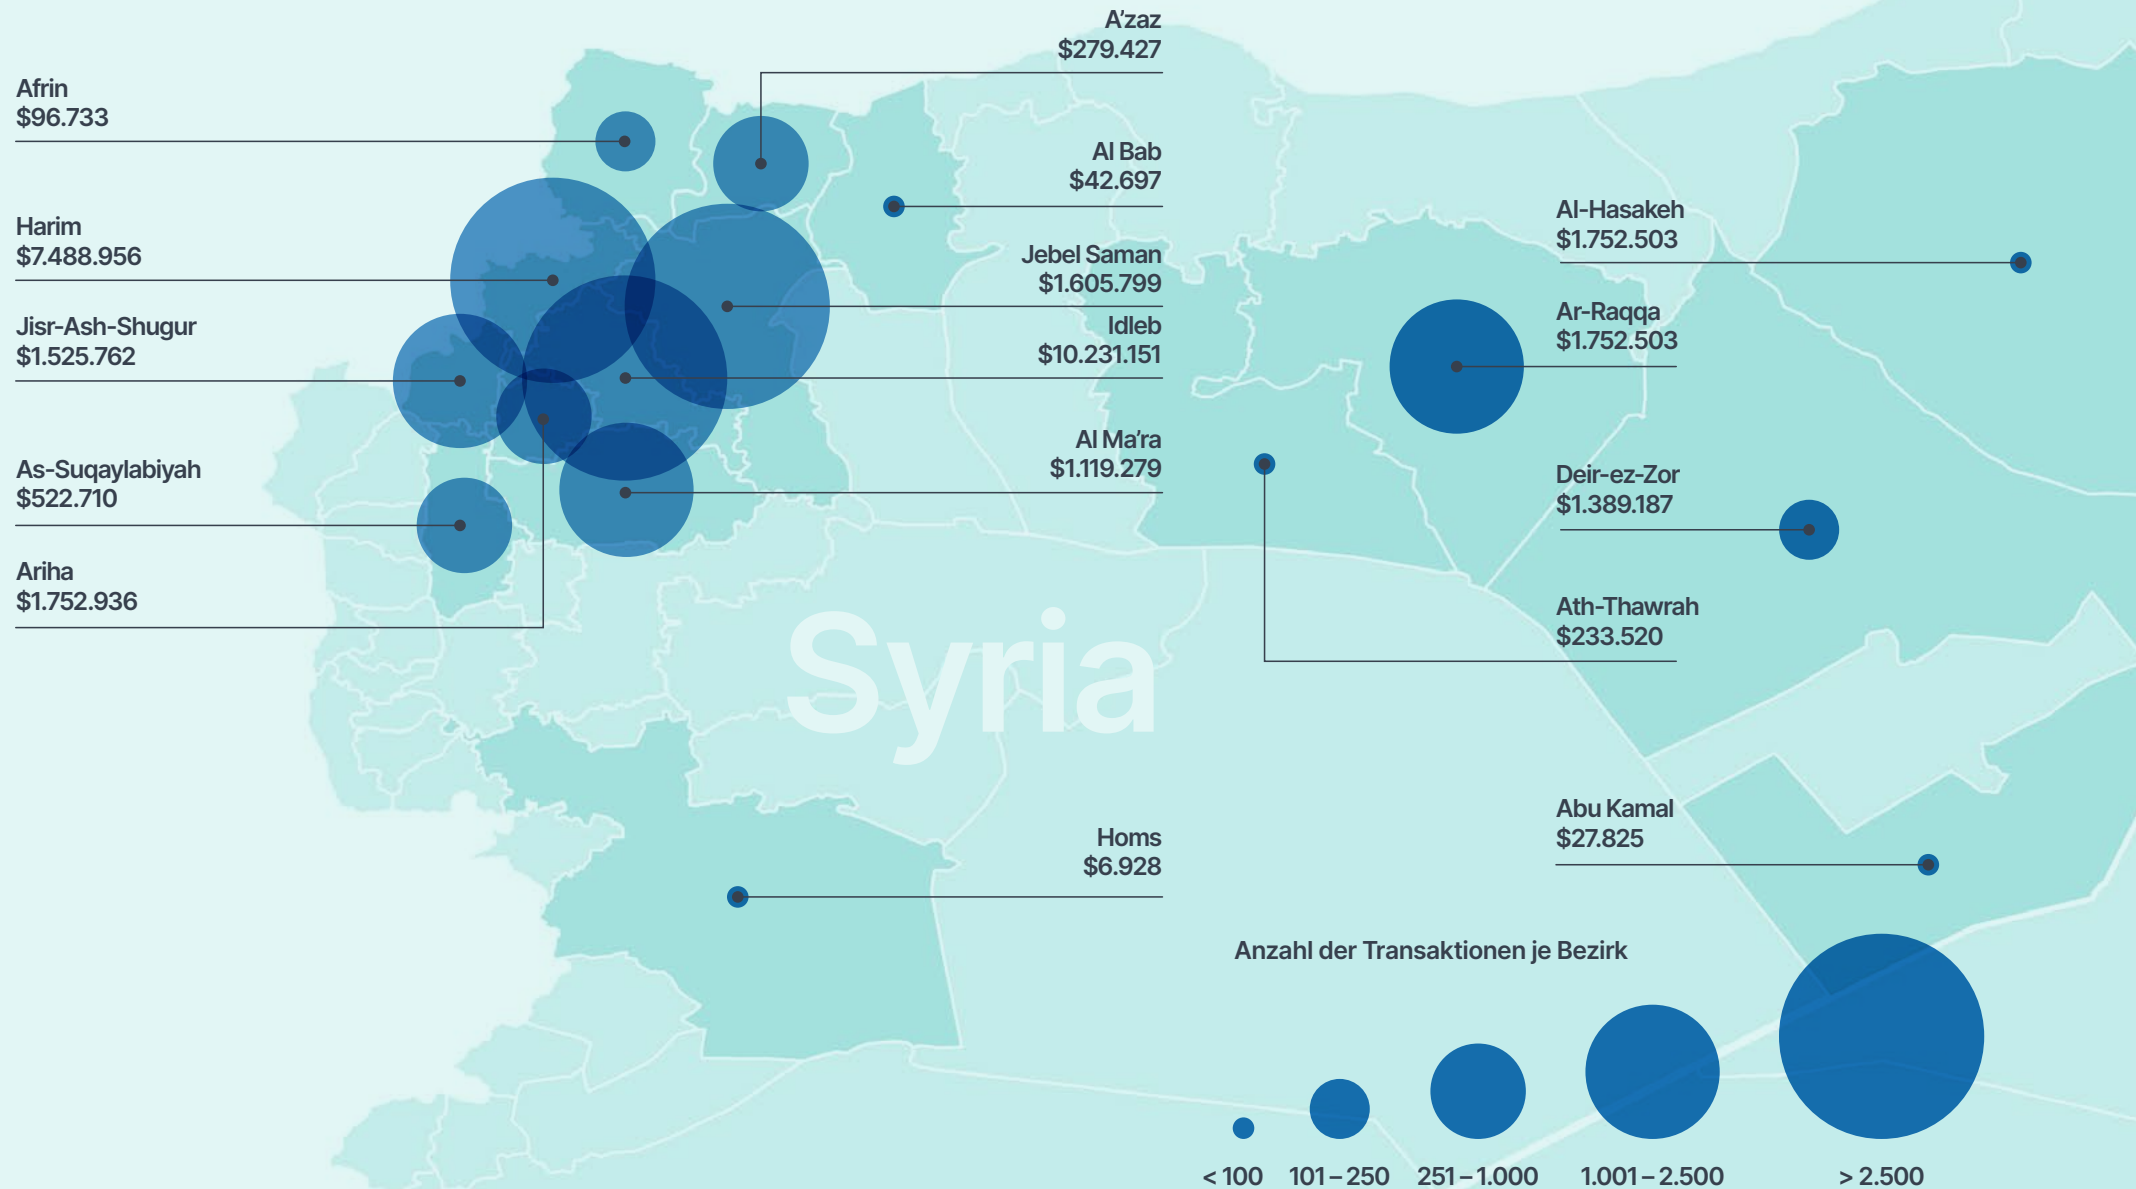 Afrin
$96.733
Harim
$7.488.956
Jisr-Ash-Shugur
$1.525.762
As-Suqaylabiyah
$522.710
Ariha
$1.752.936
A’zaz
$279.427
Al Bab
$42.697
Jebel Saman
$1.605.799
Idleb
$10.231.151
Al Ma’ra
$1.119.279
Syria
Homs
$6.928
Al-Hasakeh
$1.752.503
Ar-Raqqa
$1.752.503
Deir-ez-Zor
$1.389.187
Ath-Thawrah
$233.520
Abu Kamal
$27.825
Anzahl der Transaktionen je Bezirk
< 100 101 – 250 251 – 1.000 1.001 – 2.500 > 2.500